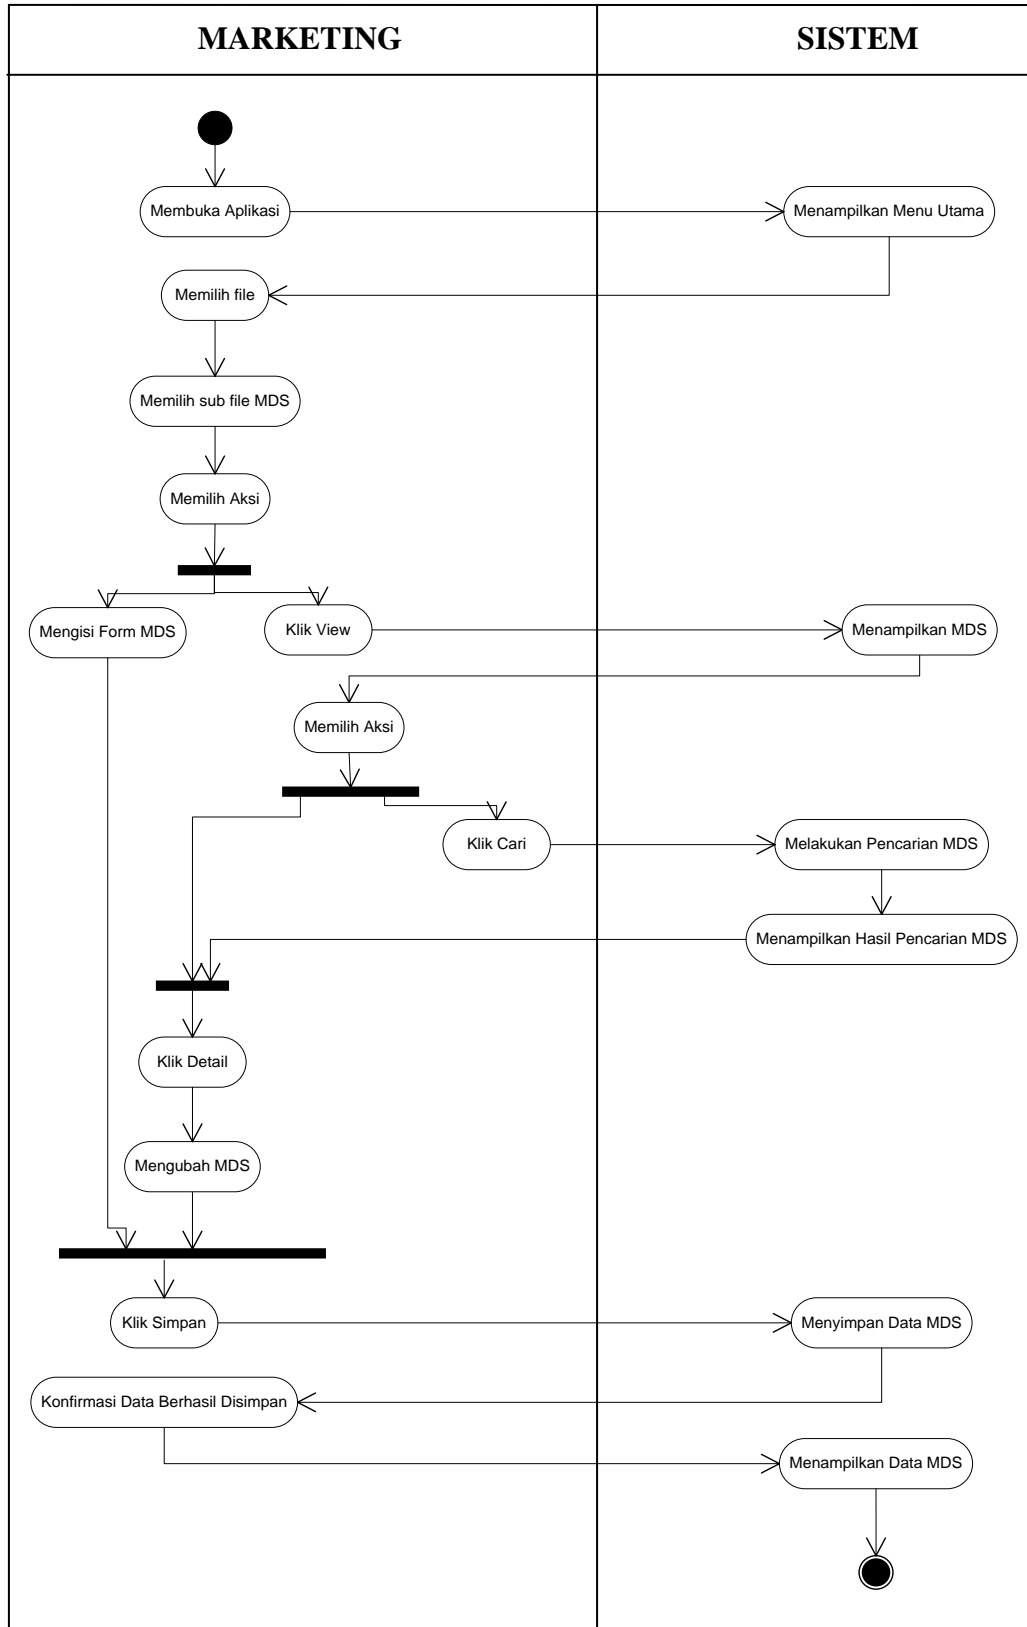 MARKETING
SISTEM
Membuka Aplikasi
Menampilkan Menu Utama
Memilih file
Memilih sub file MDS
Memilih Aksi
Mengisi Form MDS
Klik View
Menampilkan MDS
Memilih Aksi
Klik Cari
Melakukan Pencarian MDS
Menampilkan Hasil Pencarian MDS
Klik Detail
Mengubah MDS
Klik Simpan
Menyimpan Data MDS
Konfirmasi Data Berhasil Disimpan
Menampilkan Data MDS